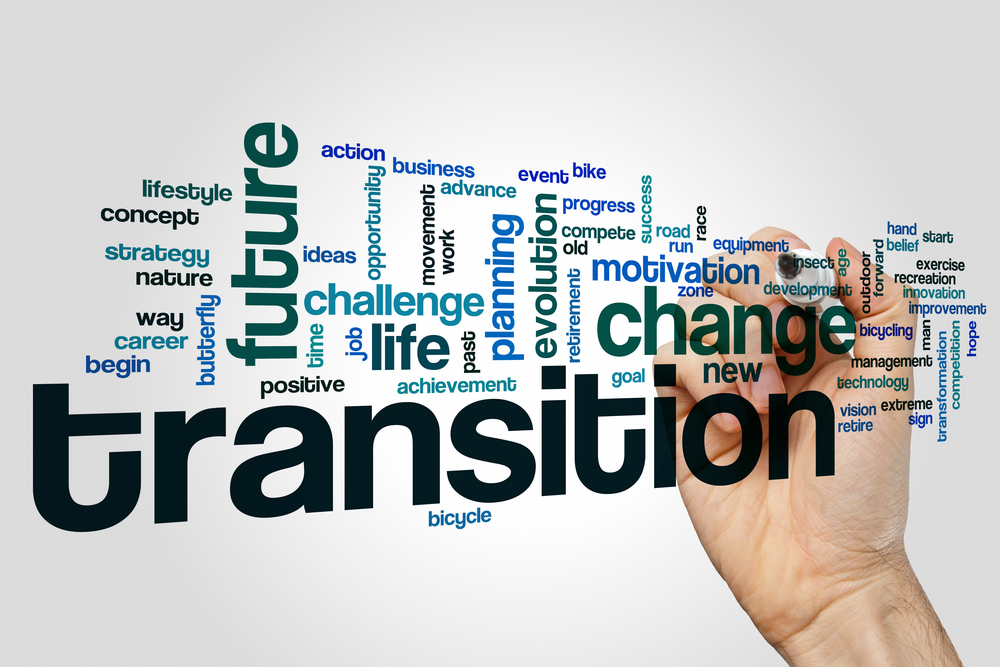 action
business
event
bike
lifestyle
future
opportunity
advance
concept
movement
progress
success
race
strategy
ideas
work
planning
evolution
compete
road
old
run
equipment
hand
start
belief
nature
motivation
insect
age
outdoor
forward
exercise
recreation
zone
development
innovation
challenge
retirement
improvement
way
butterfly
time
job
life
past
change
bicycling
man
hope
career
management
transformation
competition
begin
positive
achievement
goal
new
technology
transition
vision
extreme
sign
retire
bicycle